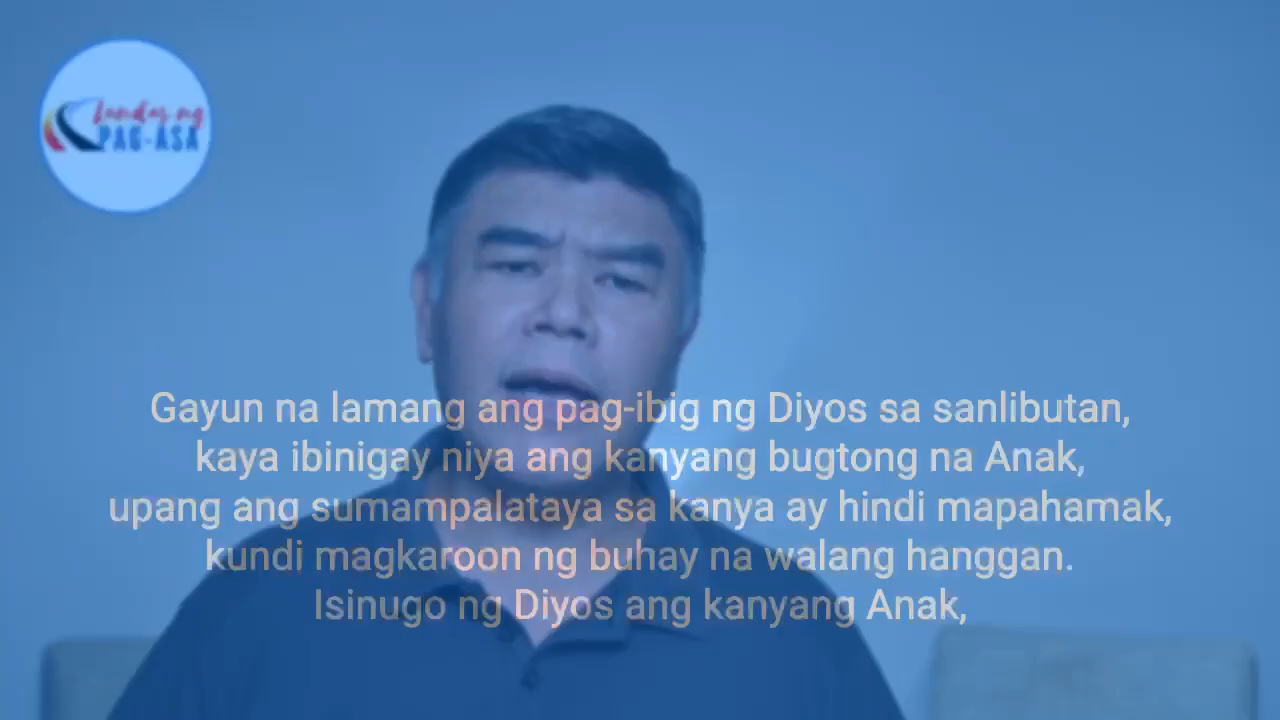 Landas ng
PAG-ASA
Gayun na lamang ang pag-ibig ng Diyos sa sanlibutan,
kaya ibinigay niya ang kanyang bugtong na Anak,
upang ang sumampalataya sa kanya ay hindi mapahamak,
kundi magkaroon ng buhay na walang hanggan.
Isinugo ng Diyos ang kanyang Anak,